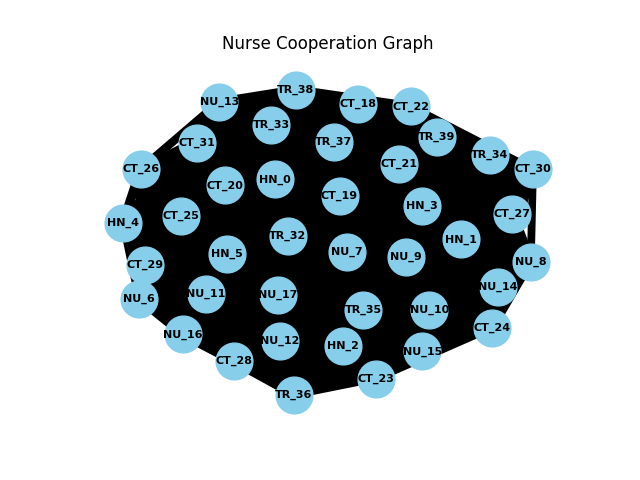 Nurse Cooperation Graph
TR_38
NU_13
CT_18
CT_22
TR_33
TR_39
TR_37
CT_31
TR_34
CT_21
CT_26
CT_30
HN_0
CT_20
CT_19
HN_3
CT_27
CT_25
HN_4
TR_32
HN_1
NU_7
HN_5
NU_9
NU_8
CT_29
NU_14
NU_11
NU_17
NU_6
TR_35
NU_10
CT_24
NU_16
NU_12
HN_2
NU_15
CT_28
CT_23
TR_36